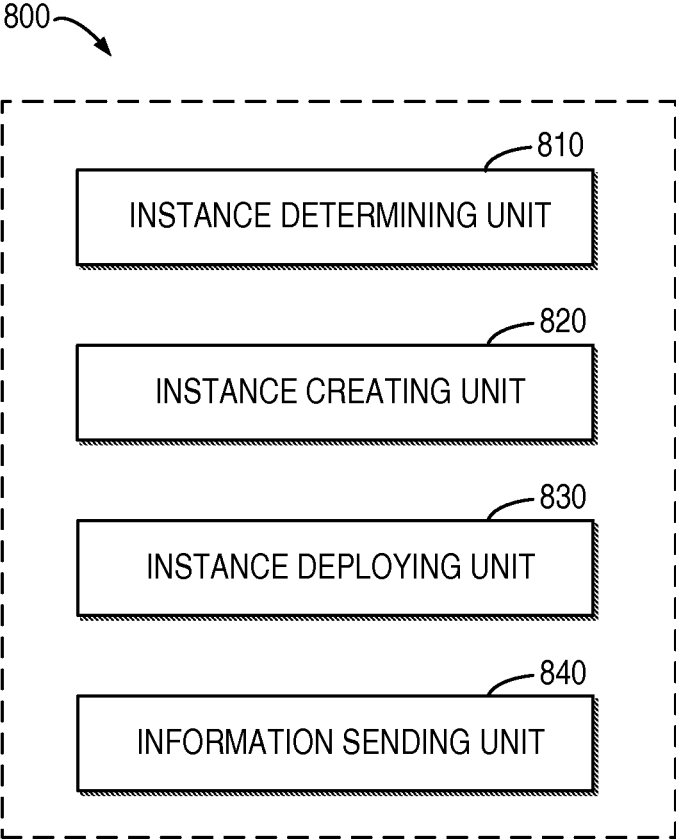 800
810
INSTANCE DETERMINING UNIT
820
INSTANCE CREATING UNIT
830
INSTANCE DEPLOYING UNIT
840
INFORMATION SENDING UNIT